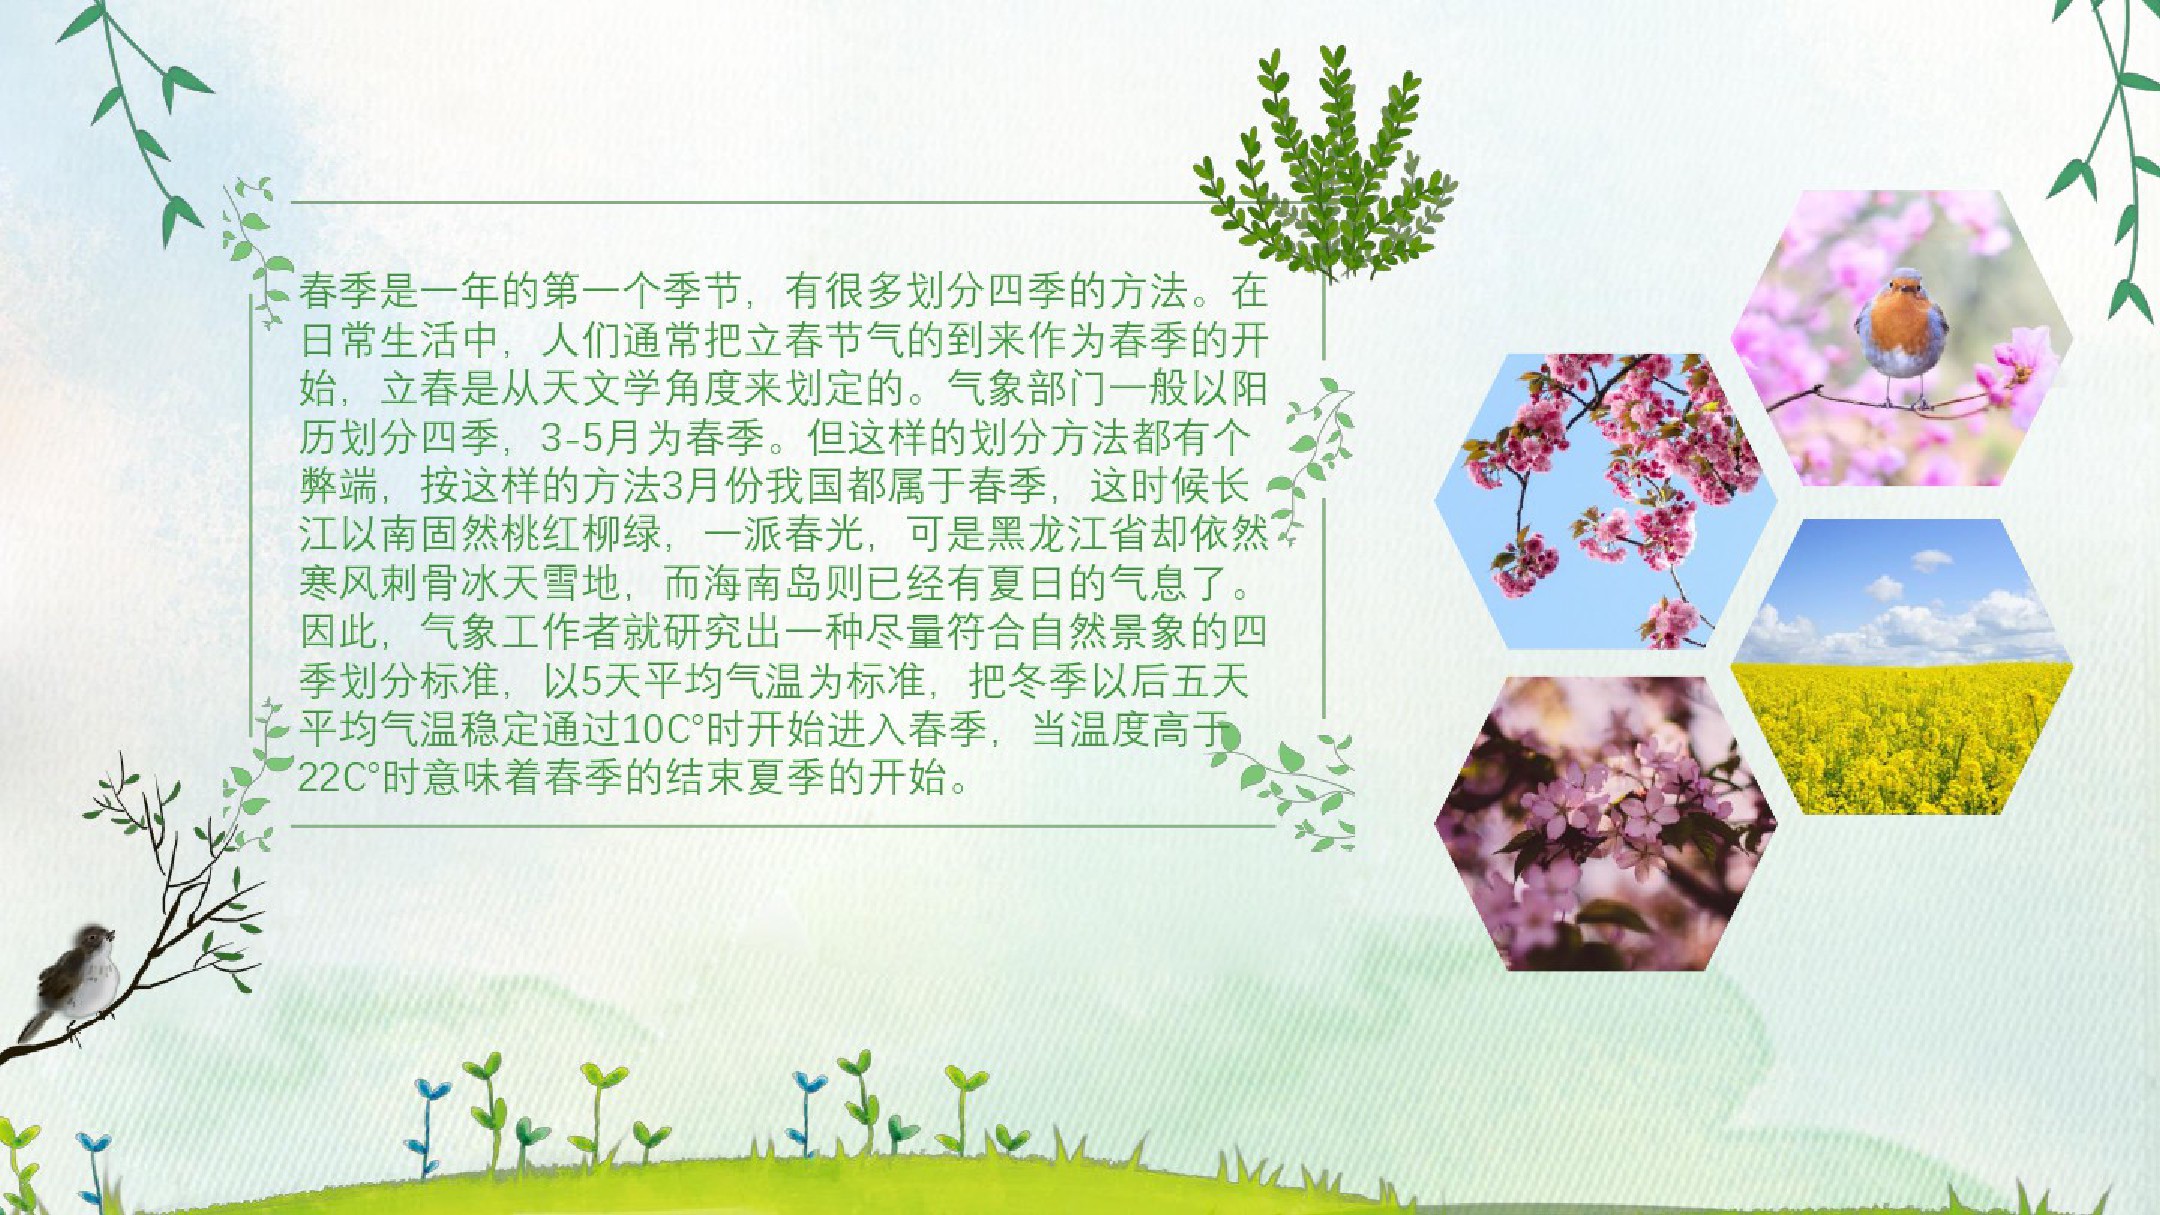 春季是一年的第一个季节，有很多划分四季的方法。在
日常生活中，人们通常把立春节气的到来作为春季的开
始，立春是从天文学角度来划定的。气象部门一般以阳
历划分四季，3-5月为春季。但这样的划分方法都有个
弊端，按这样的方法3月份我国都属于春季，这时候长
江以南固然桃红柳绿，一派春光，可是黑龙江省却依然
寒风刺骨冰天雪地，而海南岛则已经有夏日的气息了。
因此，气象工作者就研究出一种尽量符合自然景象的四
季划分标准，以5天平均气温为标准，把冬季以后五天
平均气温稳定通过10C°时开始进入春季，当温度高于
22C°时意味着春季的结束夏季的开始。